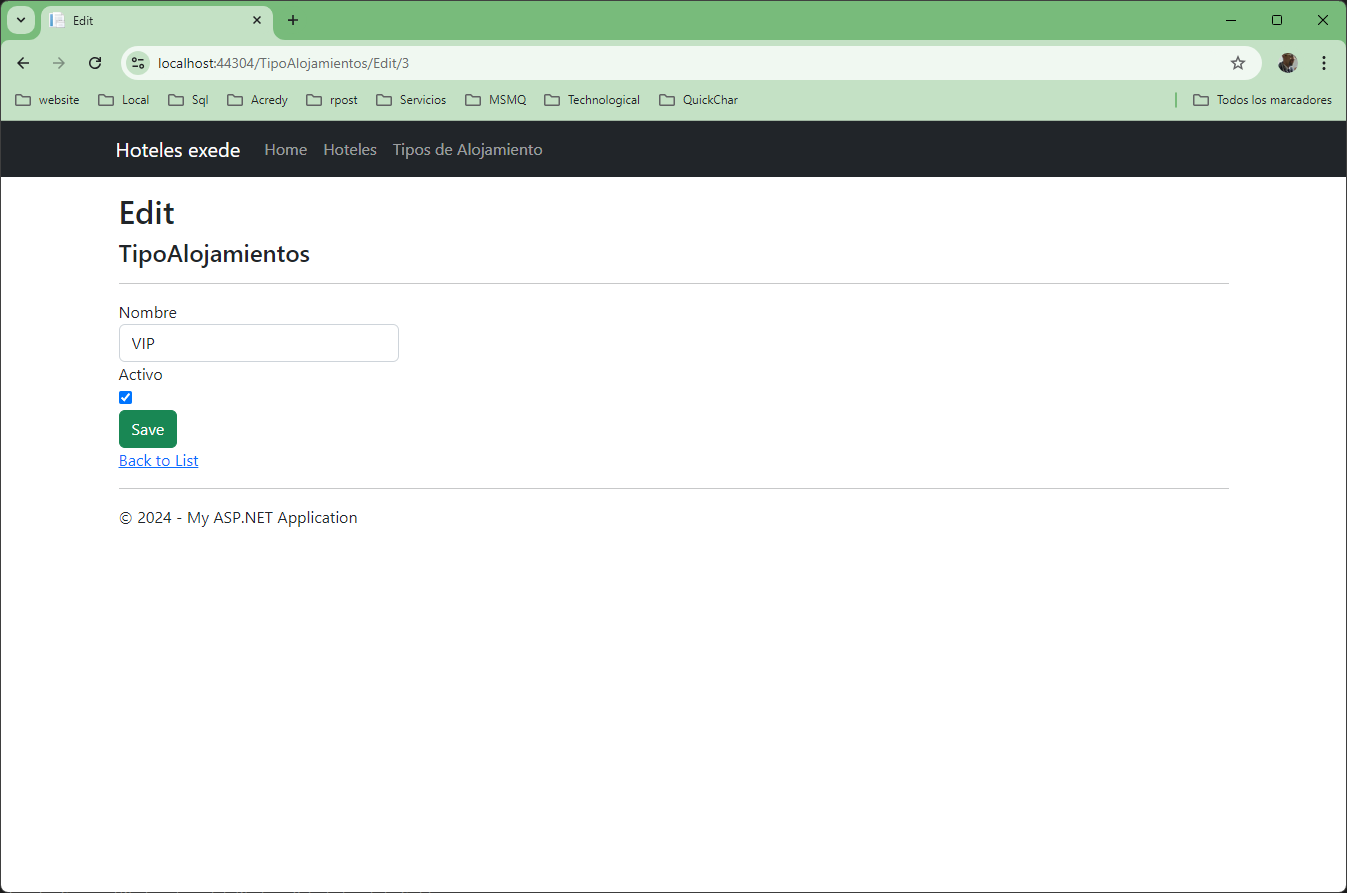 Edit
localhost:44304/TipoAlojamientos/Edit/3
website Local Sql Acredy rpost Servicios MSMQ Technological QuickChar Todos los marcadores
Hoteles exede Home Hoteles Tipos de Alojamiento
Edit
TipoAlojamientos
Nombre
VIP
Activo
Save
Back to List
© 2024 - My ASP.NET Application